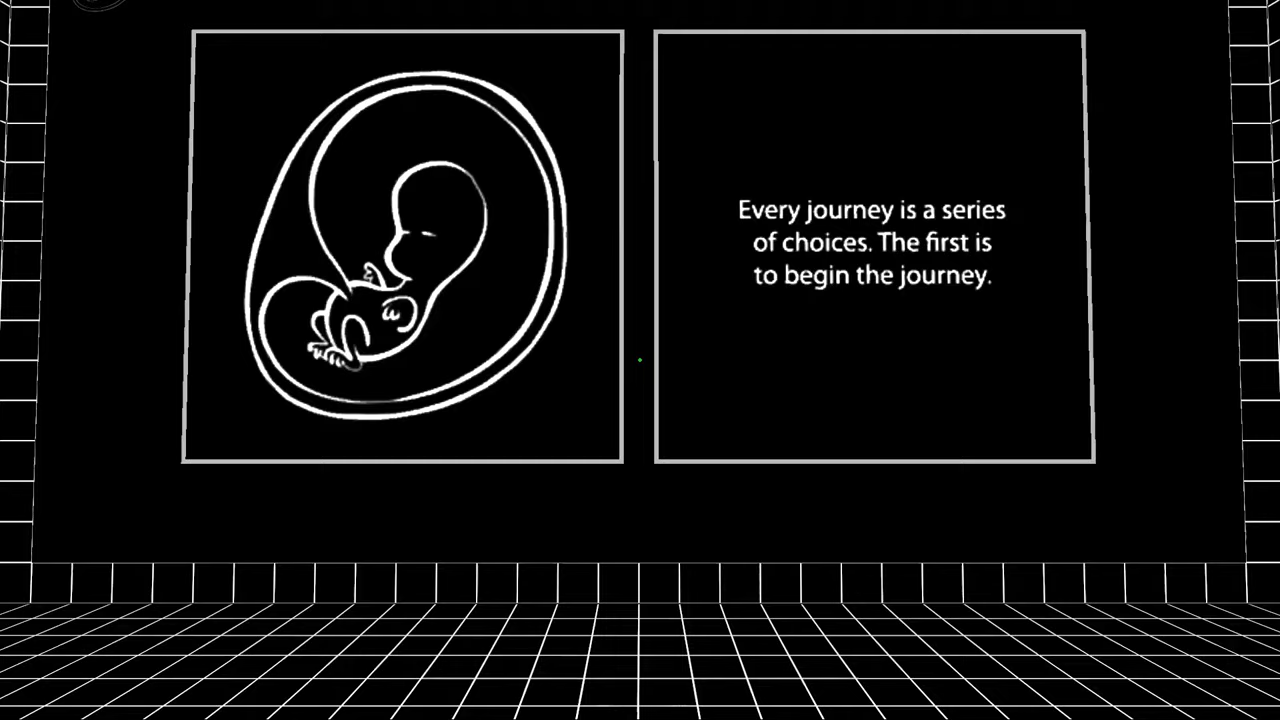 Every journey is a series
of choices. The first is
to begin the journey.